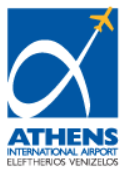 ATHENS
INTERNATIONAL AIRPORT
ELEFTHERIOS VENIZELOS